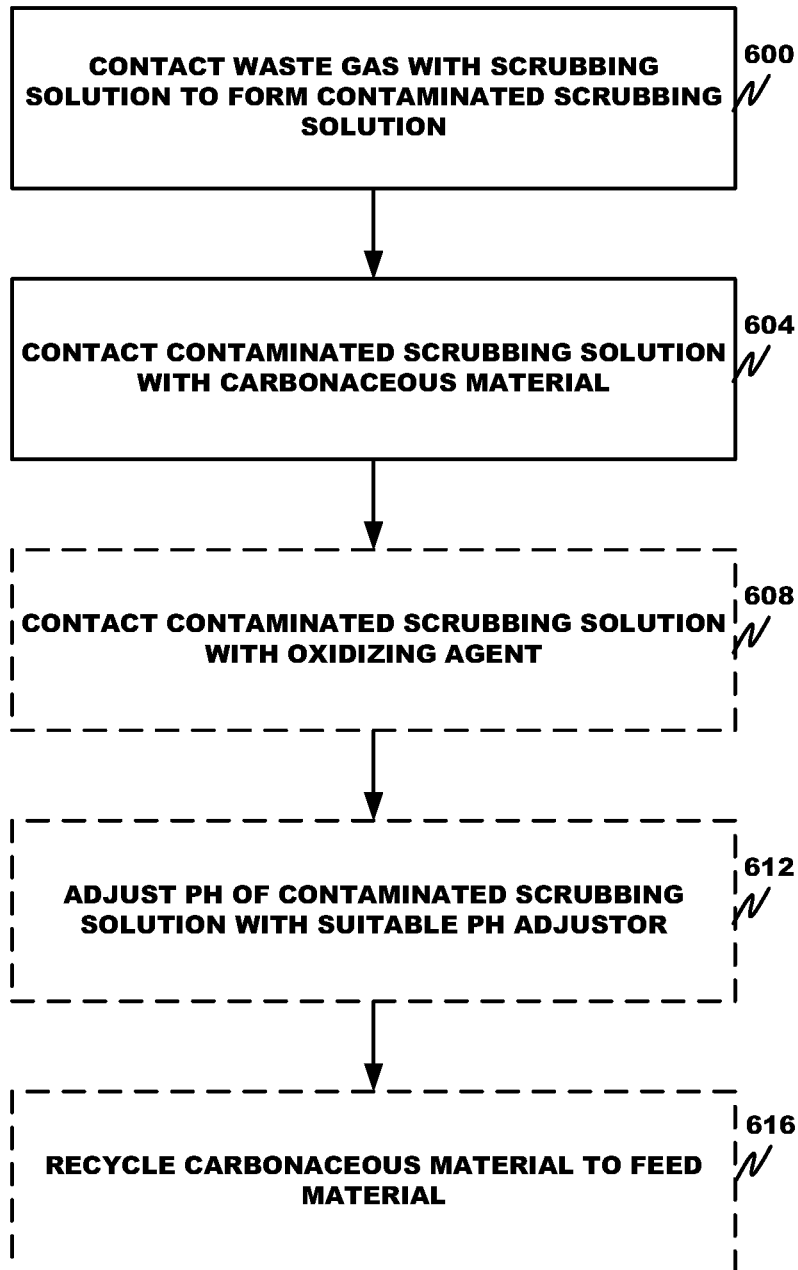 600
CONTACT WASTE GAS WITH SCRUBBING
SOLUTION TO FORM CONTAMINATED SCRUBBING
SOLUTION
604
CONTACT CONTAMINATED SCRUBBING SOLUTION
WITH CARBONACEOUS MATERIAL
608
CONTACT CONTAMINATED SCRUBBING SOLUTION
WITH OXIDIZING AGENT
612
ADJUST PH OF CONTAMINATED SCRUBBING
SOLUTION WITH SUITABLE PH ADJUSTOR
616
RECYCLE CARBONACEOUS MATERIAL TO FEED
MATERIAL